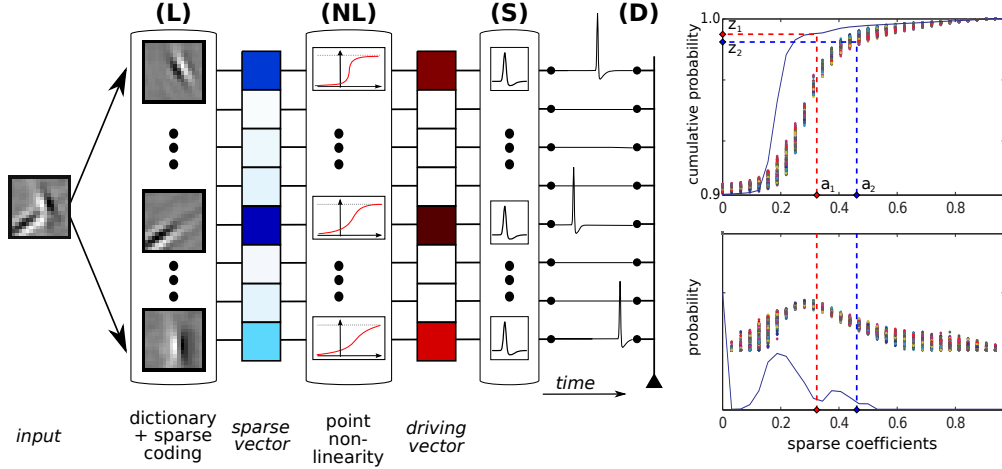 (L)
(NL)
(S)
(D)
input
dictionary
+ sparse
coding
sparse
vector
point
non-
linearity
driving
vector
time
cumulative probability
1.0
z1
z2
0.9
a1
a2
0
0.2
0.4
0.6
0.8
probability
0
0.2
0.4
0.6
0.8
sparse coefficients